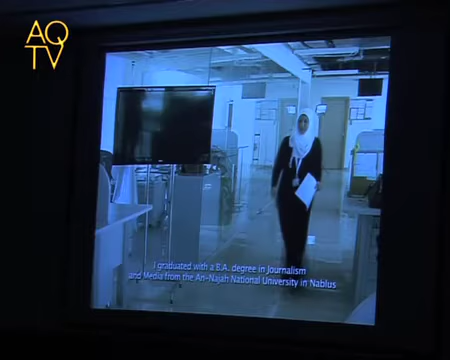 AQ
TV
I graduated with a B.A. degree in Journalism
and Media from the An-Najah National University in Nablus